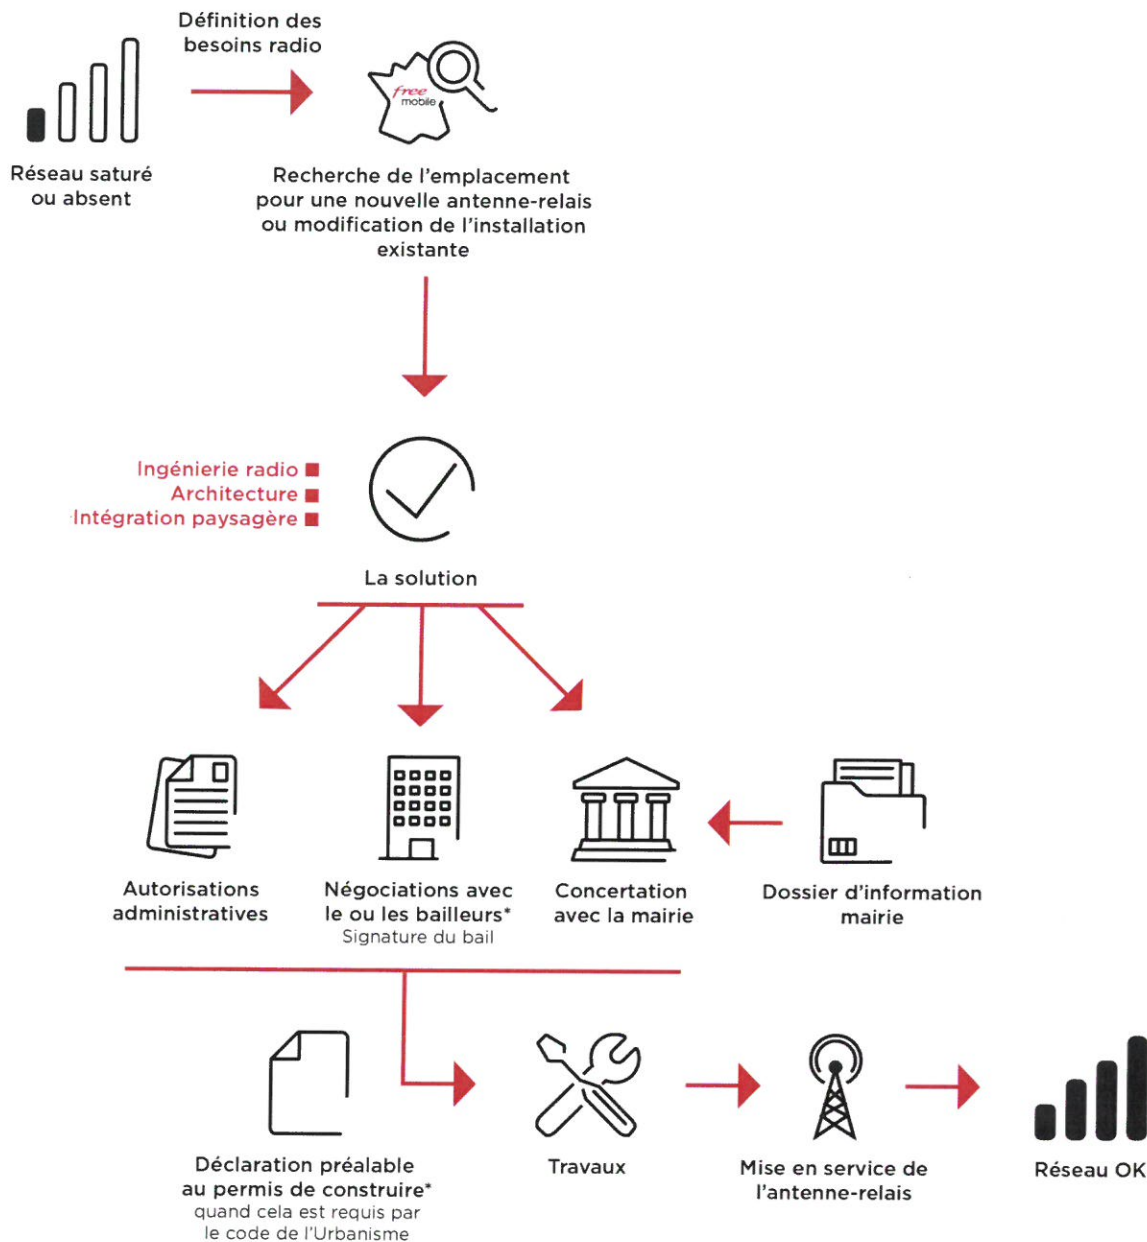 Définition des
besoins radio
free
mobile
Réseau saturé
ou absent
Recherche de l'emplacement
pour une nouvelle antenne-relais
ou modification de l'installation
existante
Ingénierie radio
Architecture
Intégration paysagère
La solution
Autorisations
administratives
Négociations avec
le ou les bailleurs*
Signature du bail
Concertation
avec la mairie
Dossier d'information
mairie
Déclaration préalable
au permis de construire*
quand cela est requis par
le code de l'Urbanisme
Travaux
Mise en service de
l'antenne-relais
Réseau OK